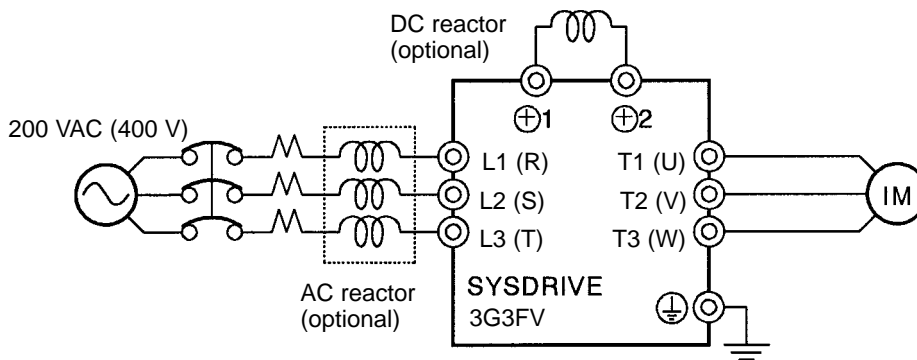 DC reactor
(optional)
⊕1
⊕2
200 VAC (400 V)
L1 (R)
T1 (U)
L2 (S)
T2 (V)
IM
L3 (T)
T3 (W)
SYSDRIVE
3G3FV
AC reactor
(optional)